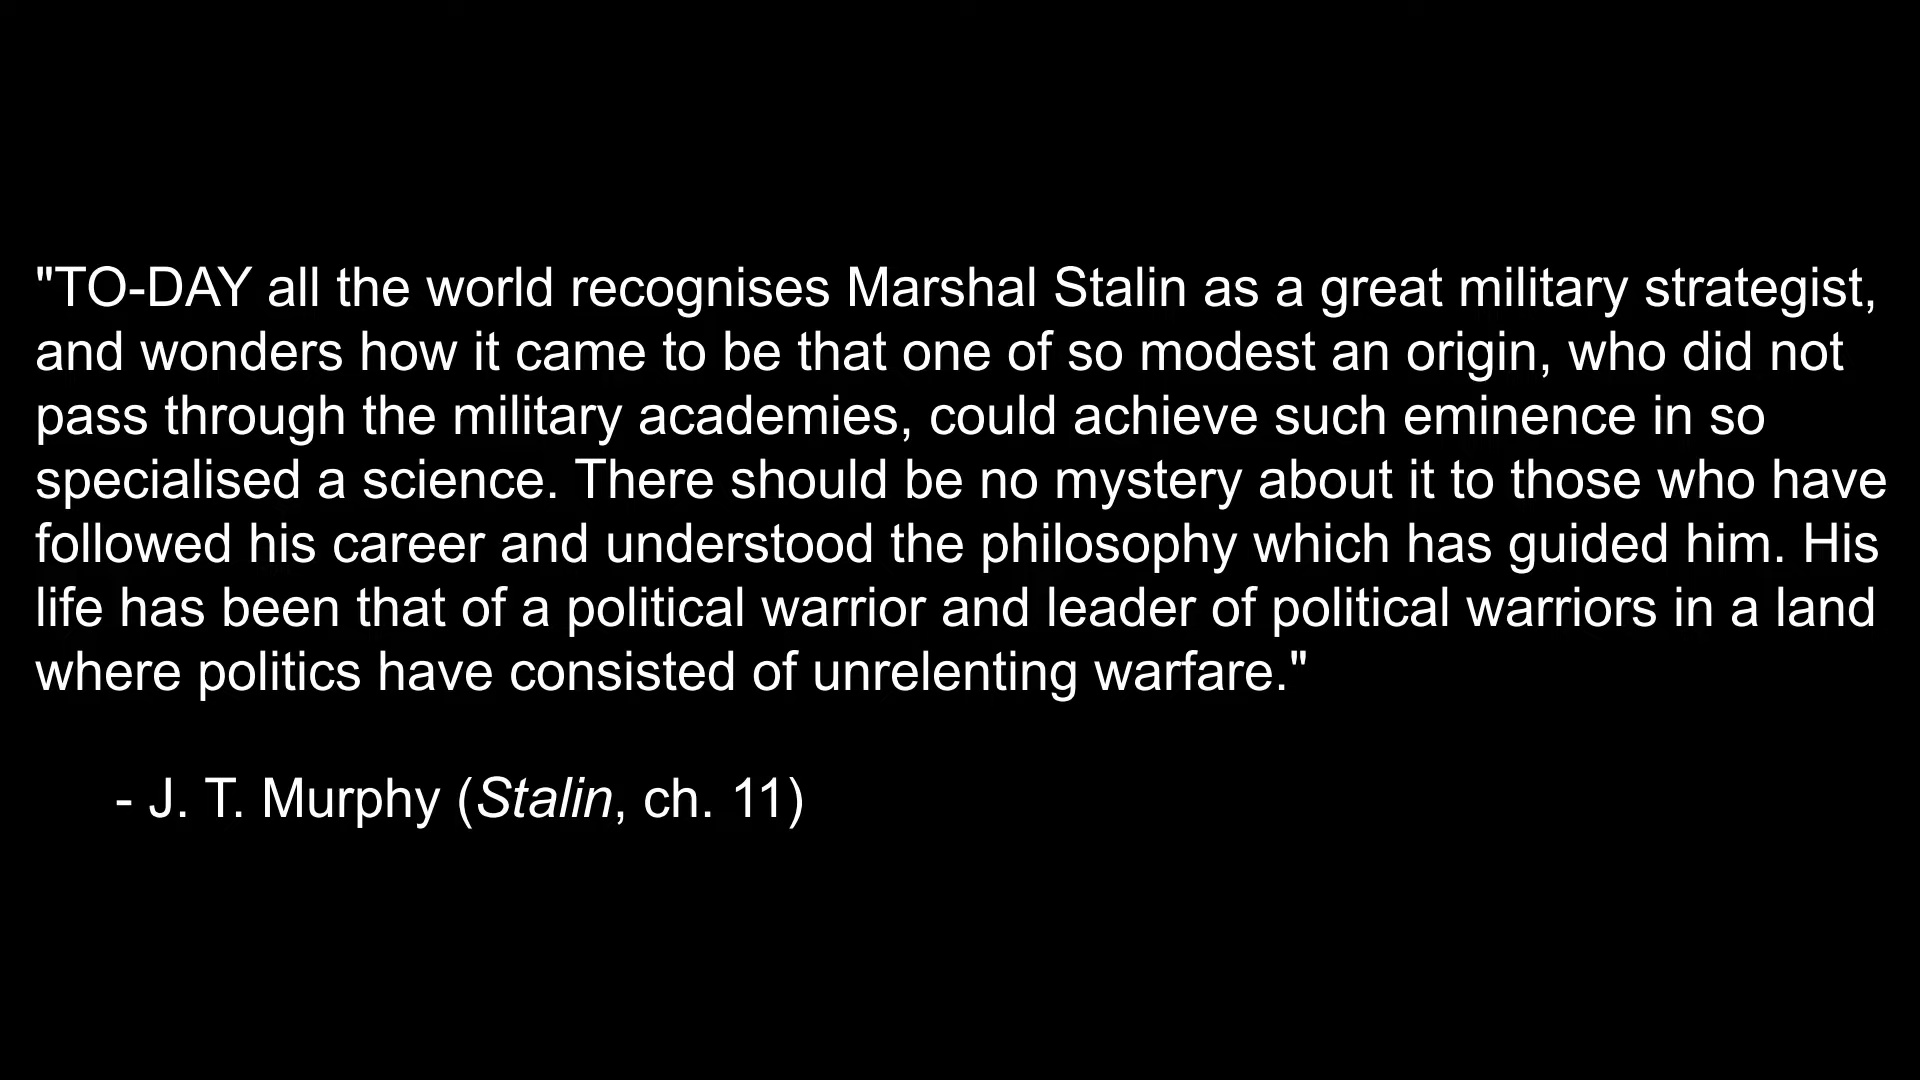 "TO-DAY all the world recognises Marshal Stalin as a great military strategist,
and wonders how it came to be that one of so modest an origin, who did not
pass through the military academies, could achieve such eminence in so
specialised a science. There should be no mystery about it to those who have
followed his career and understood the philosophy which has guided him. His
life has been that of a political warrior and leader of political warriors in a land
where politics have consisted of unrelenting warfare."
- J. T. Murphy (Stalin, ch. 11)